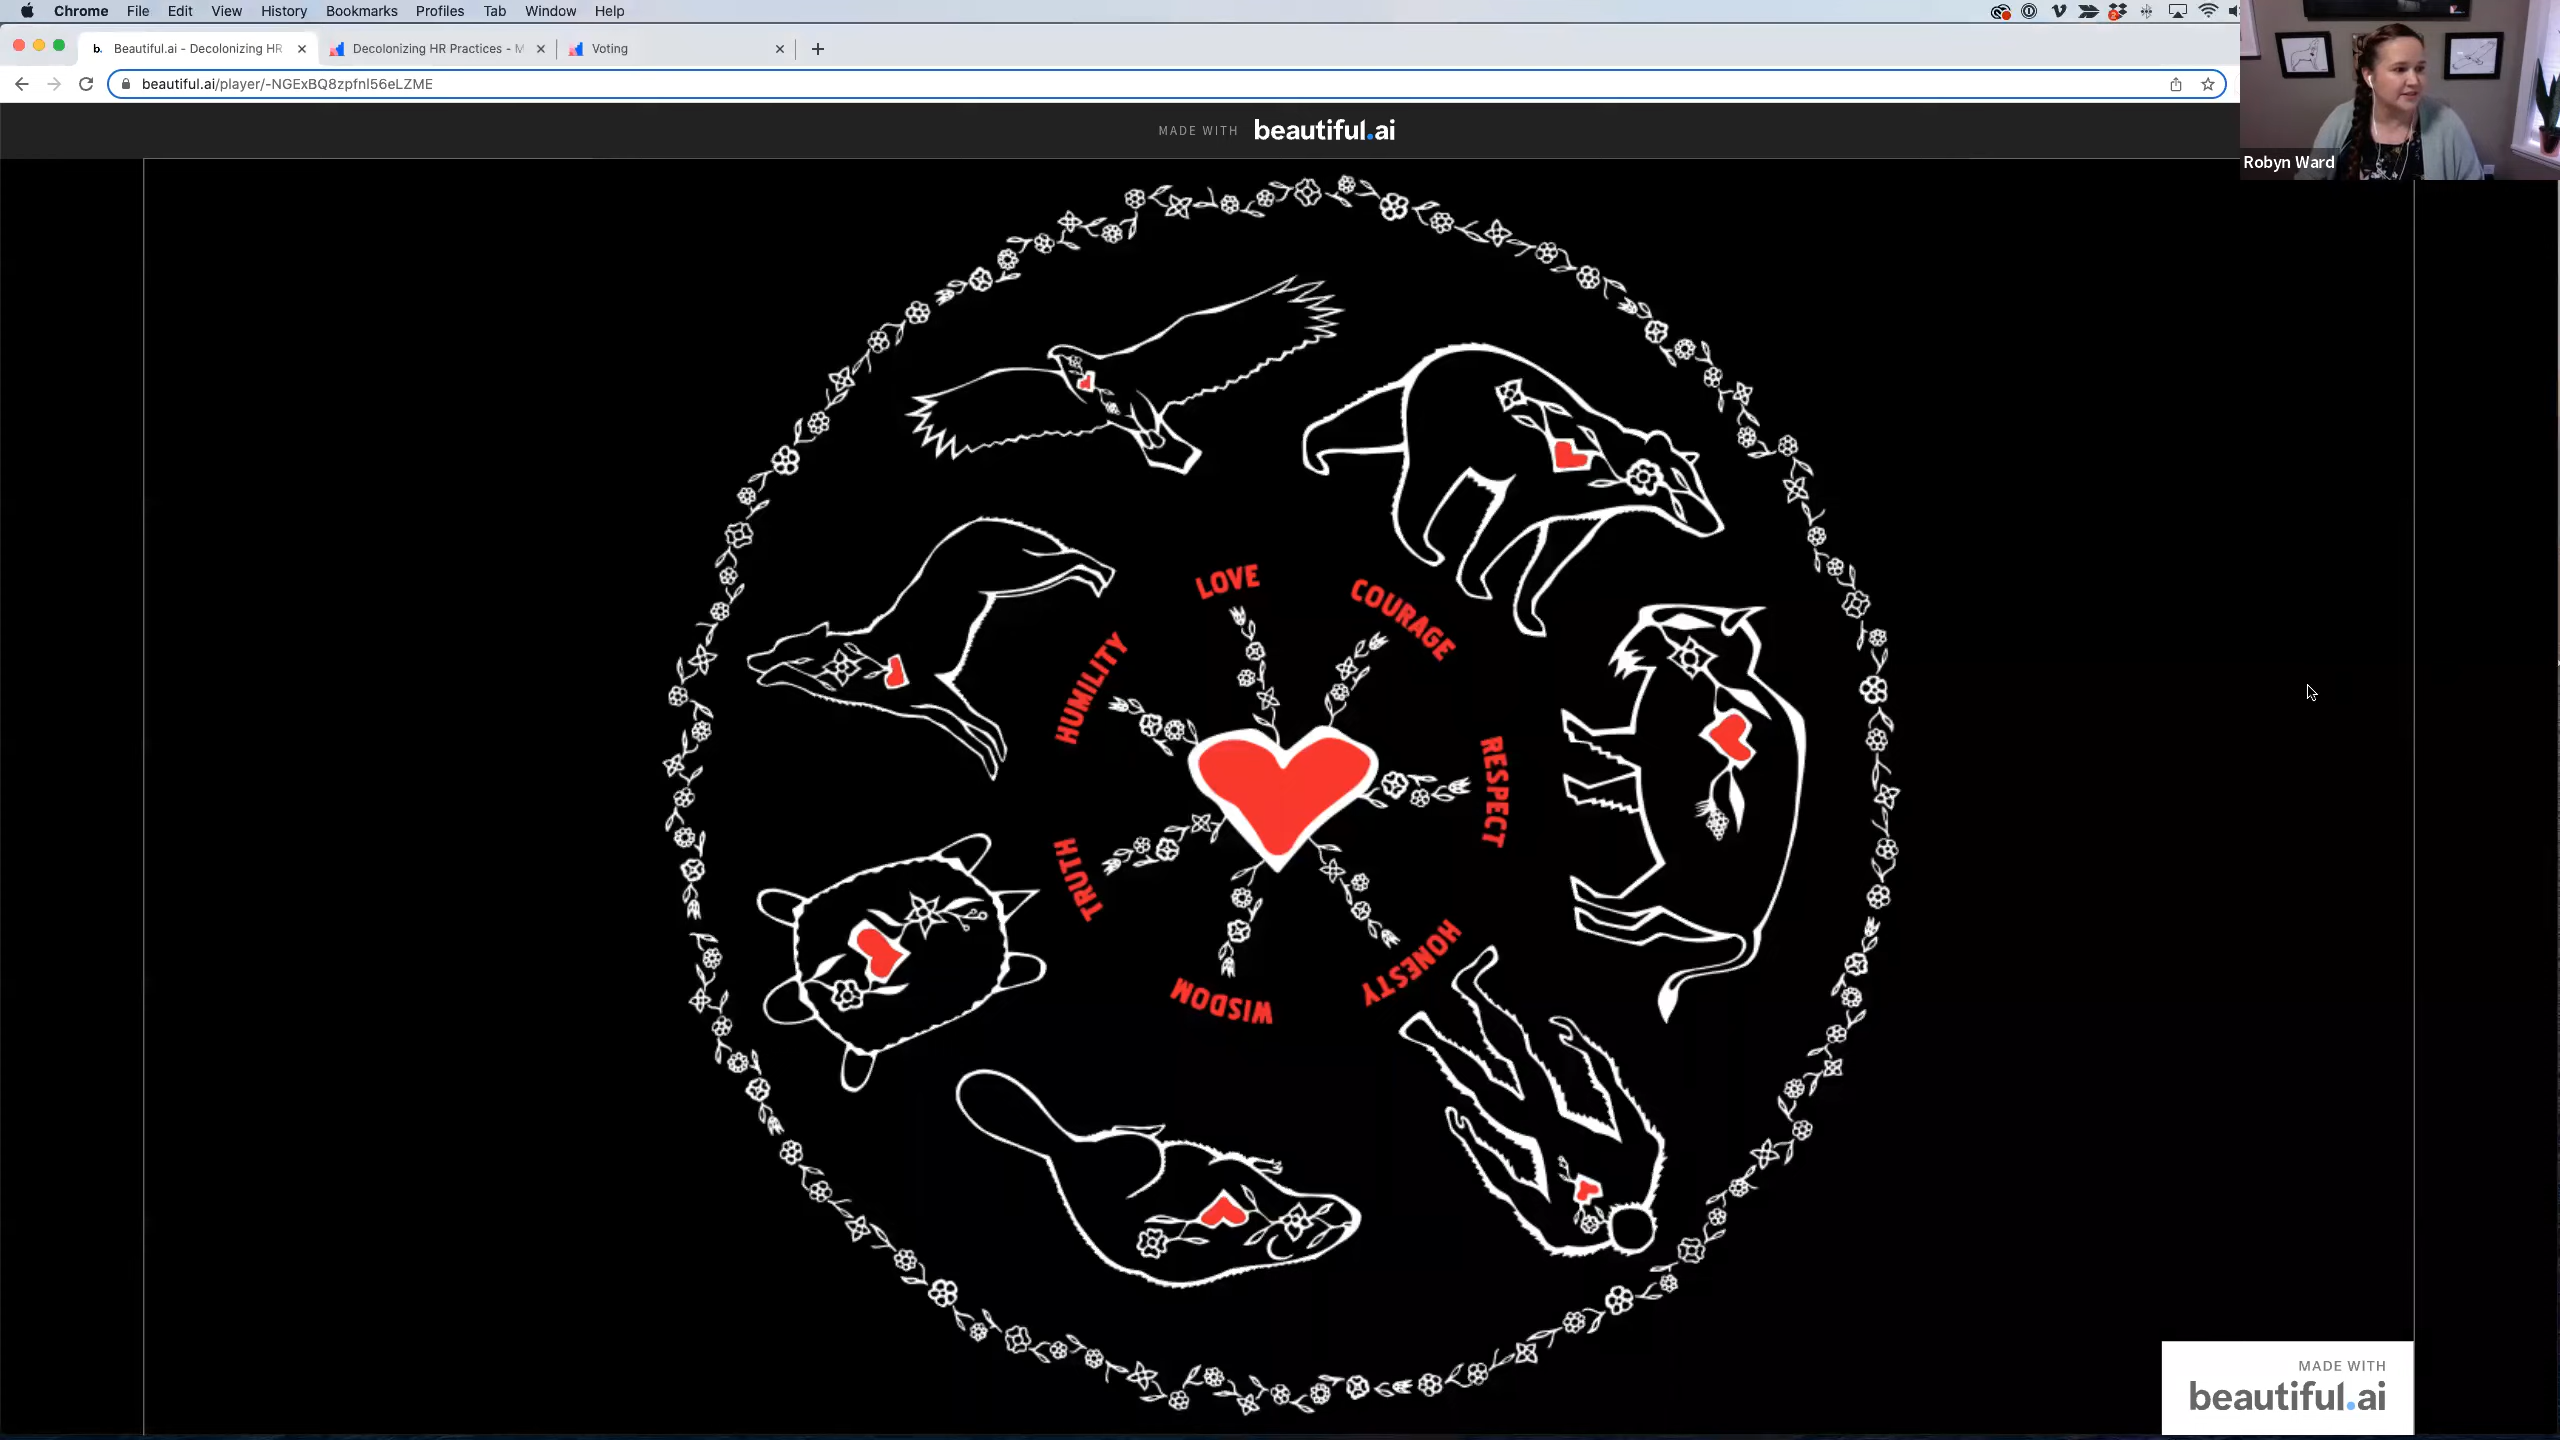 Chrome File Edit View History Bookmarks Profiles Tab Window Help
b. Beautiful.ai - Decolonizing HR
Decolonizing HR Practices - M
Voting
beautiful.ai/player/-NGExBQ8zpfnl56eLZME
MADE WITH beautiful.ai
Robyn Ward
LOVE
COURAGE
HUMILITY
RESPECT
TRUTH
HONESTY
WISDOM
MADE WITH
beautiful.ai